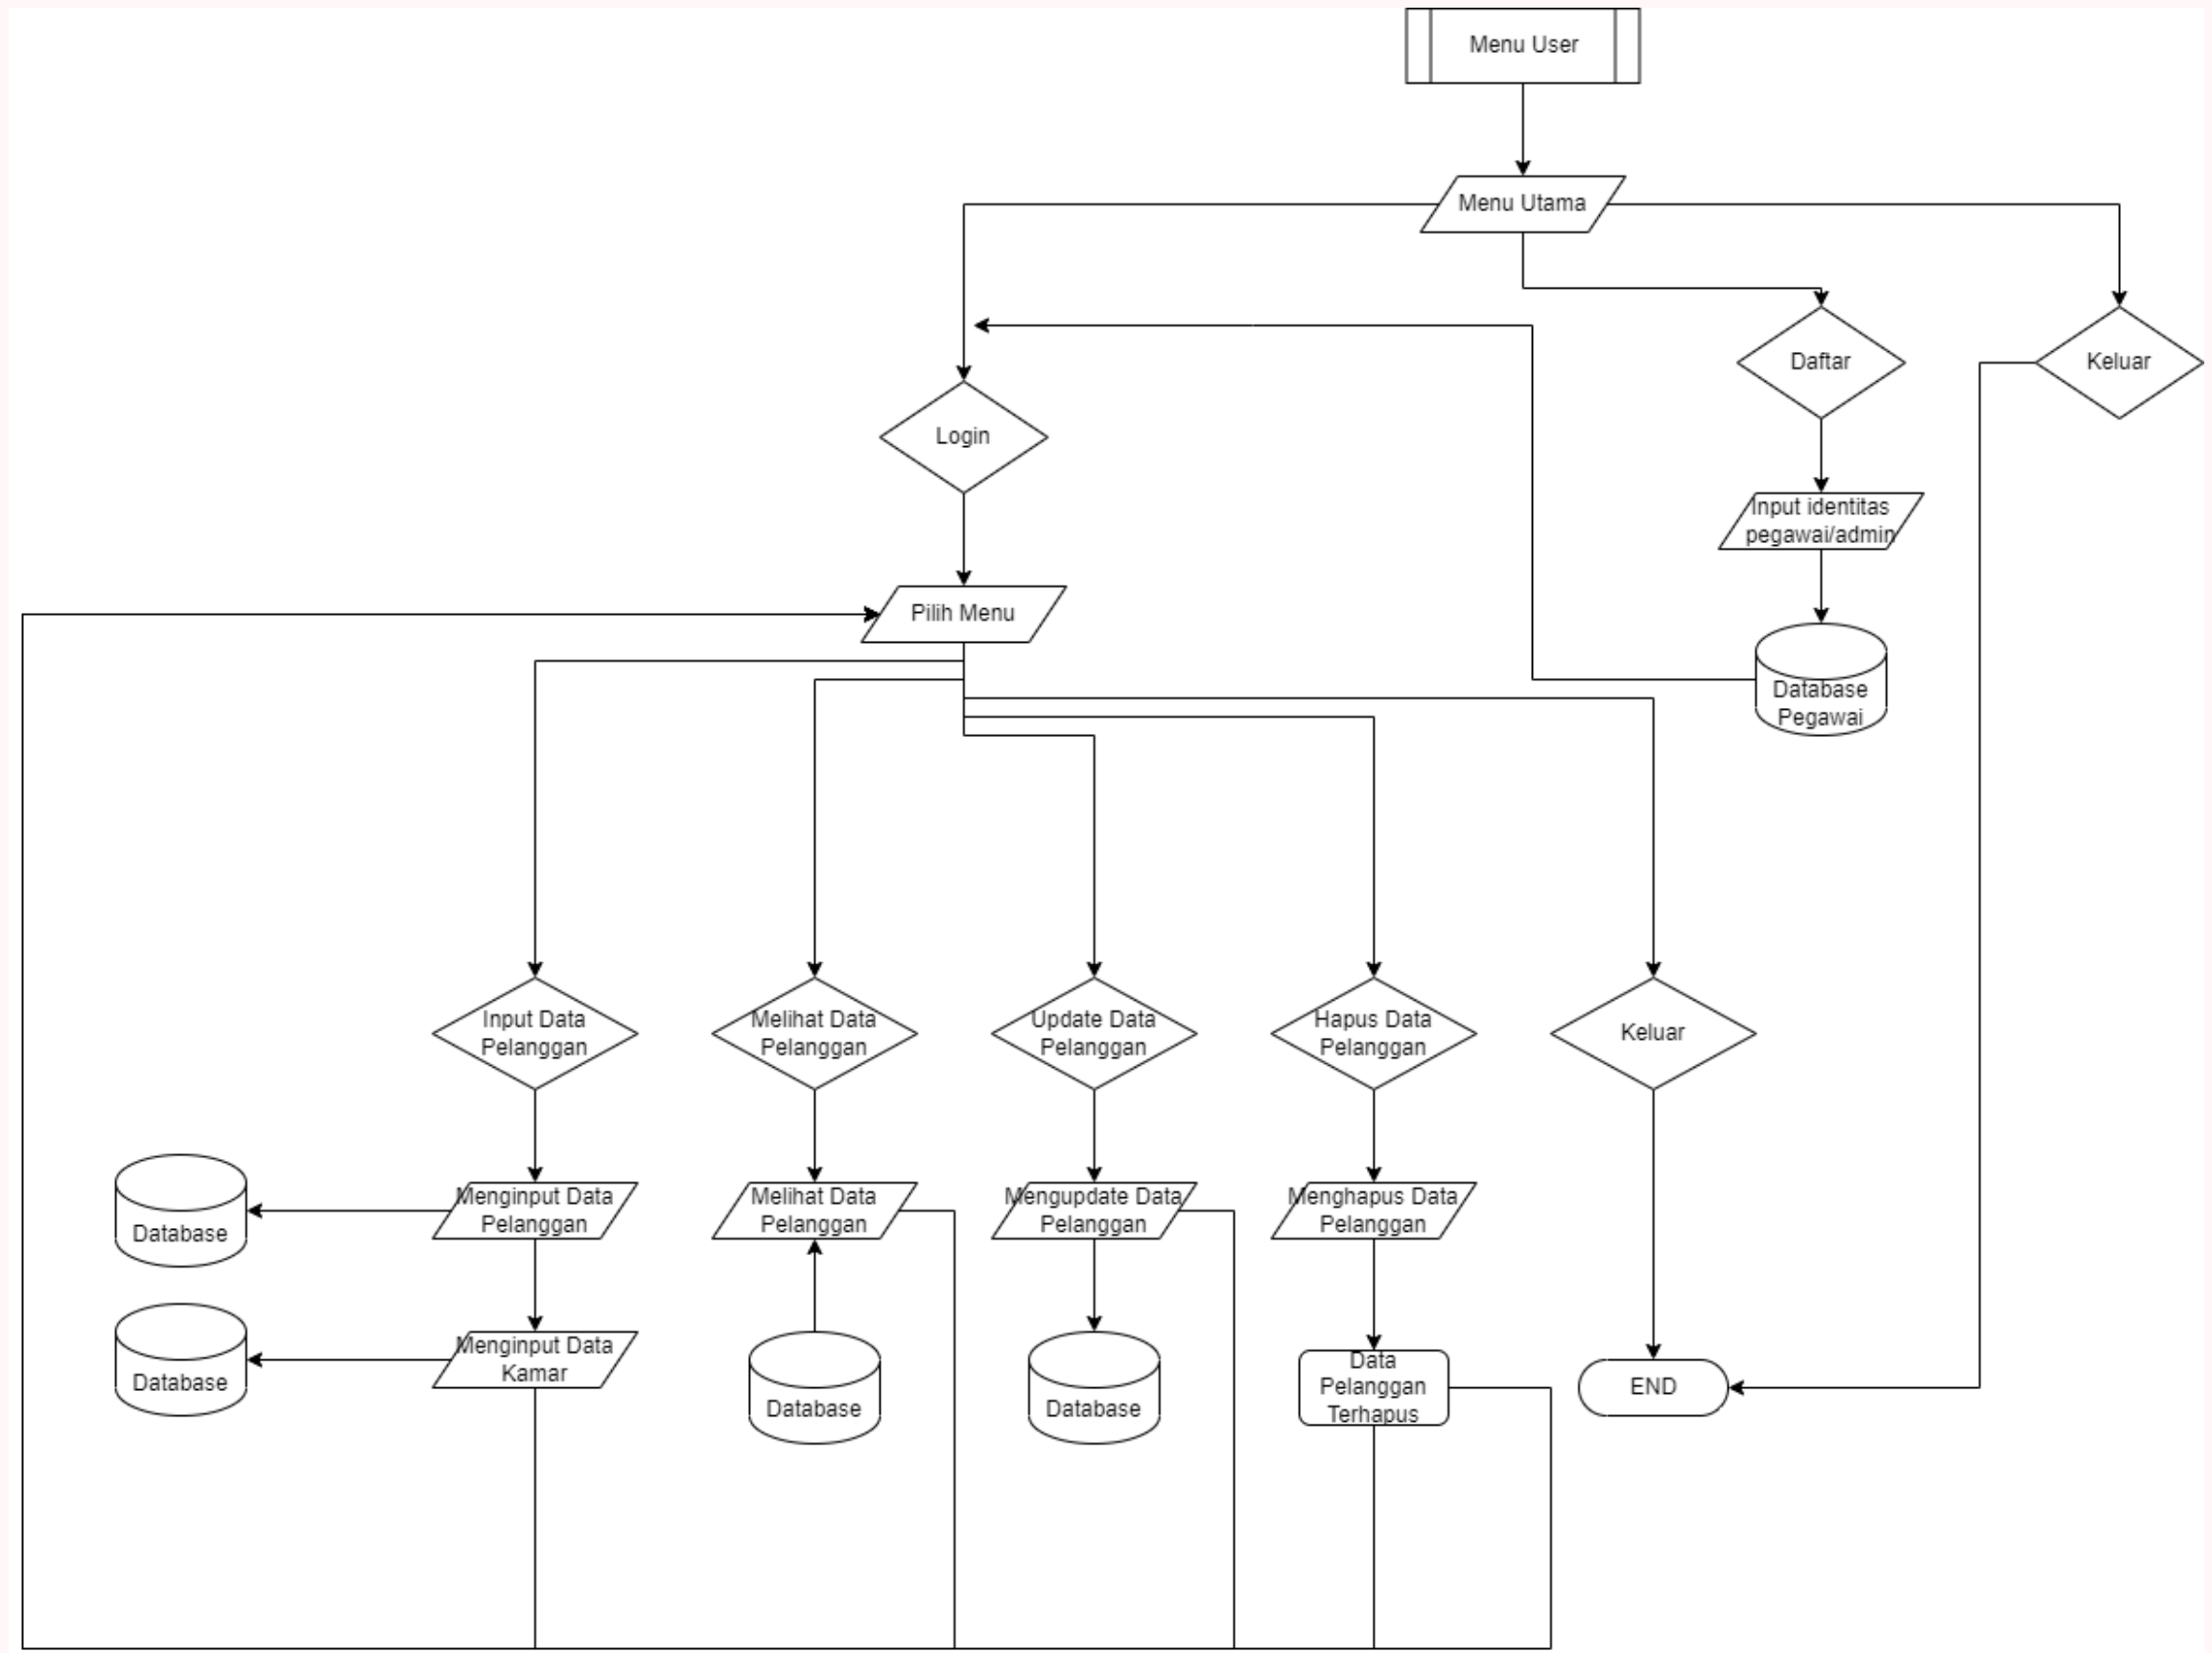 Menu User
Menu Utama
Daftar
Keluar
Login
Input identitas
pegawai/admin
Pilih Menu
Database
Pegawai
Input Data
Pelanggan
Melihat Data
Pelanggan
Update Data
Pelanggan
Hapus Data
Pelanggan
Keluar
Menginput Data
Pelanggan
Melihat Data
Pelanggan
Mengupdate Data
Pelanggan
Menghapus Data
Pelanggan
Database
Menginput Data
Kamar
Database
Database
Database
Data
Pelanggan
Terhapus
END